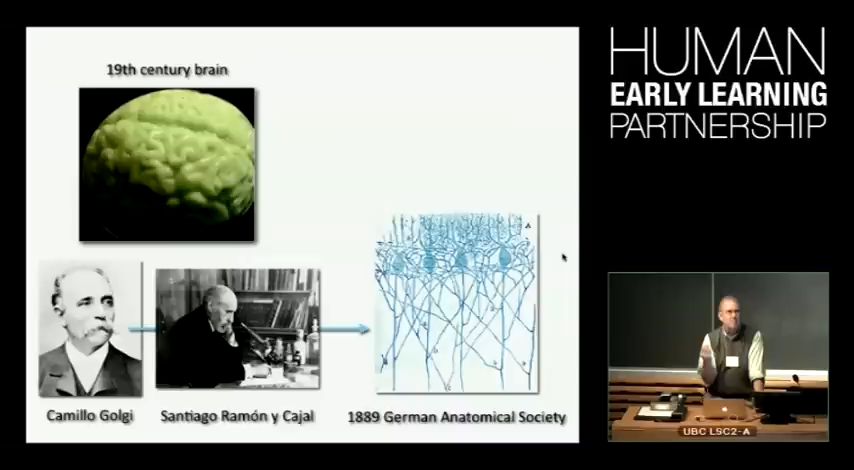 19th century brain
HUMAN
EARLY LEARNING
PARTNERSHIP
Camillo Golgi
Santiago Ramón y Cajal
1889 German Anatomical Society
UBC LSC2-A